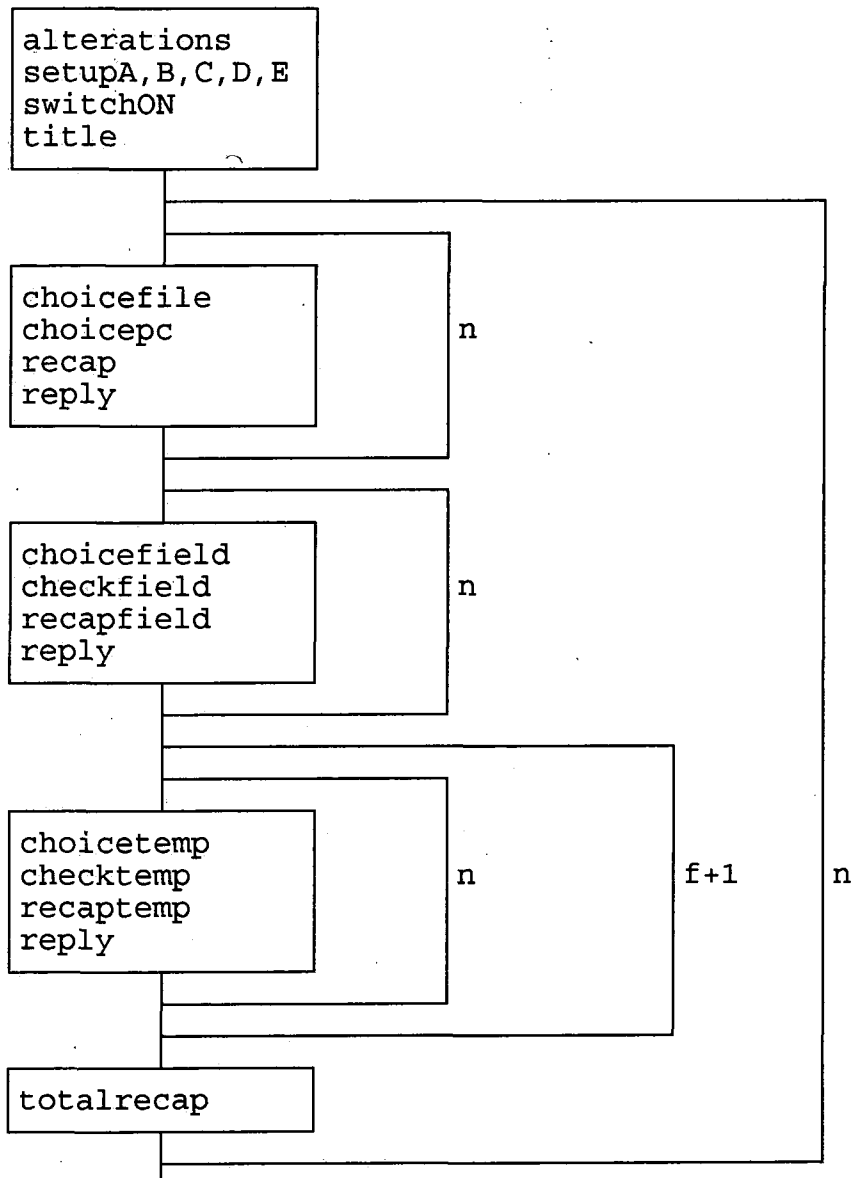 alterations
setupA,B,C,D,E
switchON
title
choicefile
choicepc
recap
reply
n
choicefield
checkfield
recapfield
reply
n
choicetemp
checktemp
recaptemp
reply
n
f+1
n
totalrecap